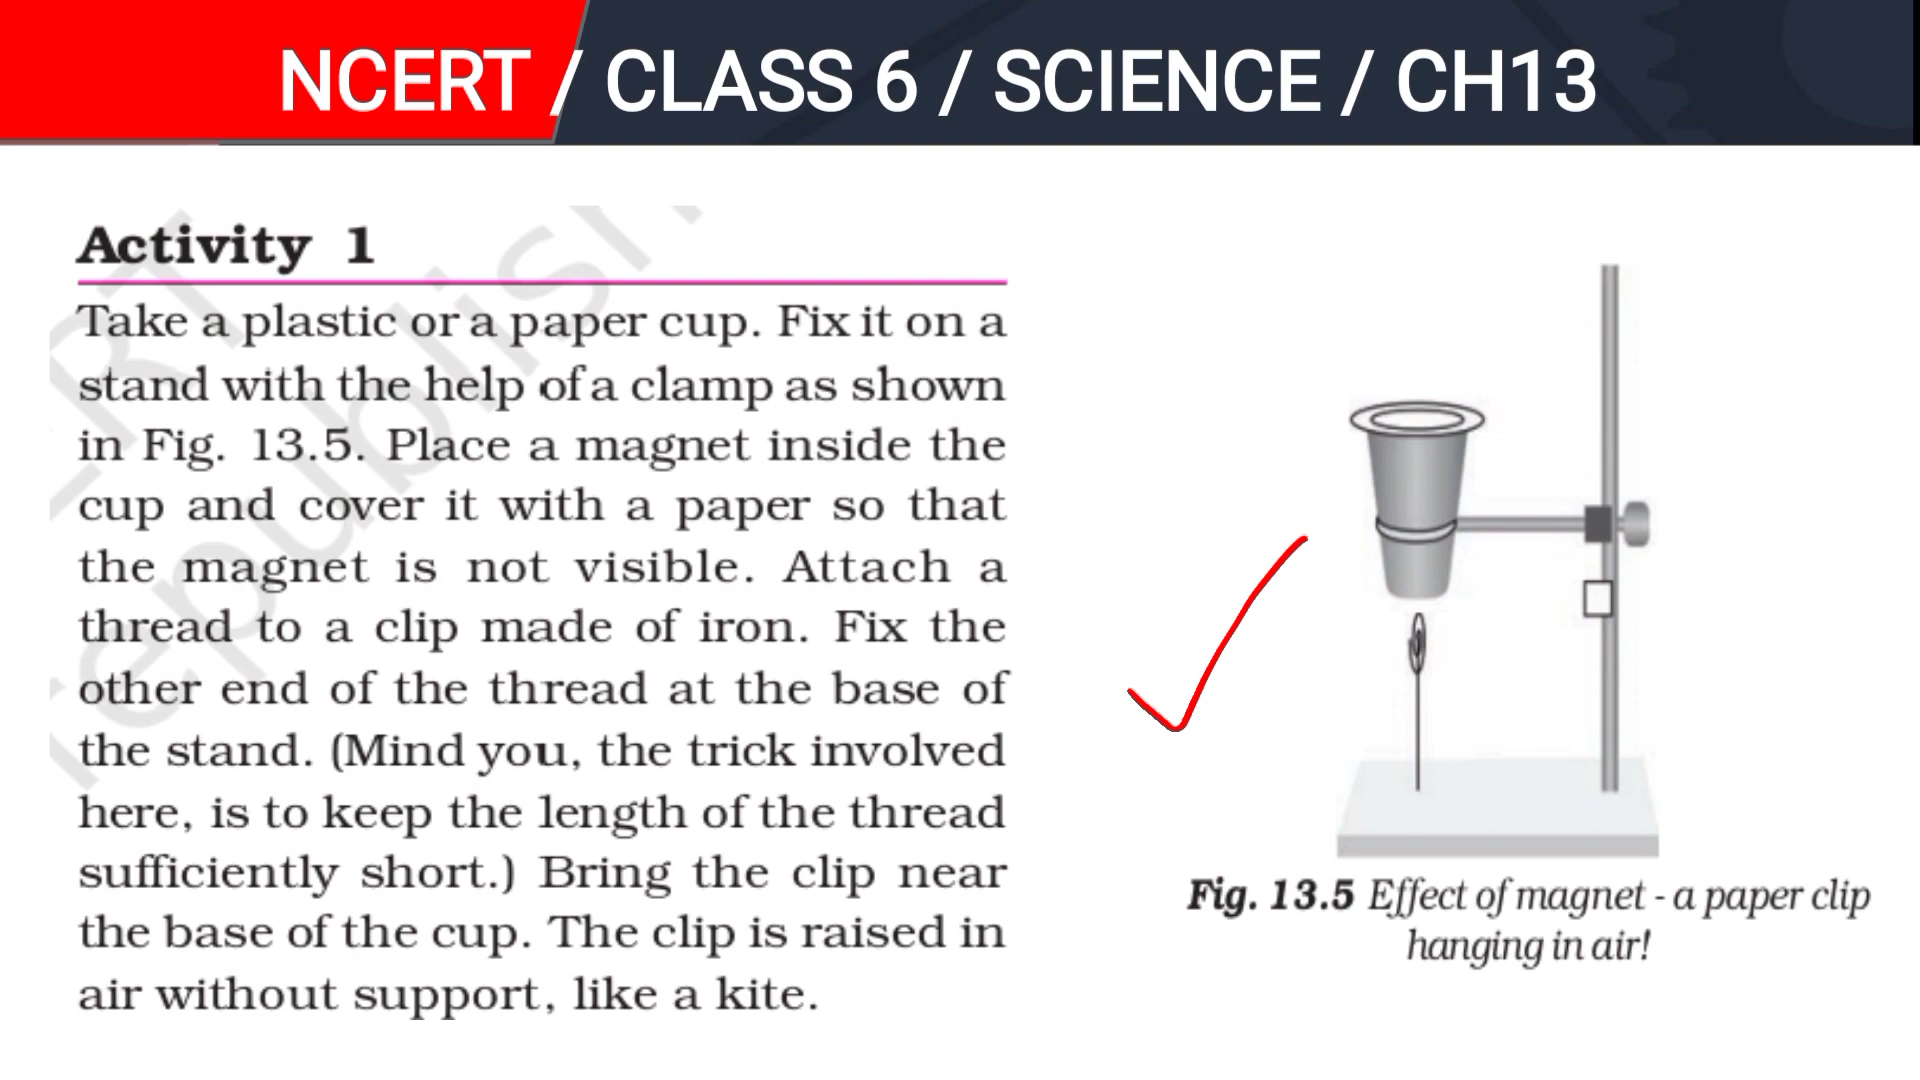 NCERT / CLASS 6 / SCIENCE / CH13
Activity 1
Take a plastic or a paper cup. Fix it on a
stand with the help of a clamp as shown
in Fig. 13.5. Place a magnet inside the
cup and cover it with a paper so that
the magnet is not visible. Attach a
thread to a clip made of iron. Fix the
other end of the thread at the base of
the stand. (Mind you, the trick involved
here, is to keep the length of the thread
sufficiently short.) Bring the clip near
the base of the cup. The clip is raised in
air without support, like a kite.
Fig. 13.5 Effect of magnet - a paper clip
hanging in air!